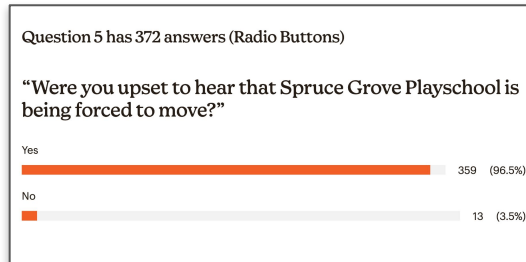 Question 5 has 372 answers (Radio Buttons)
“Were you upset to hear that Spruce Grove Playschool is
being forced to move?”
Yes
359 (96.5%)
No
13 (3.5%)